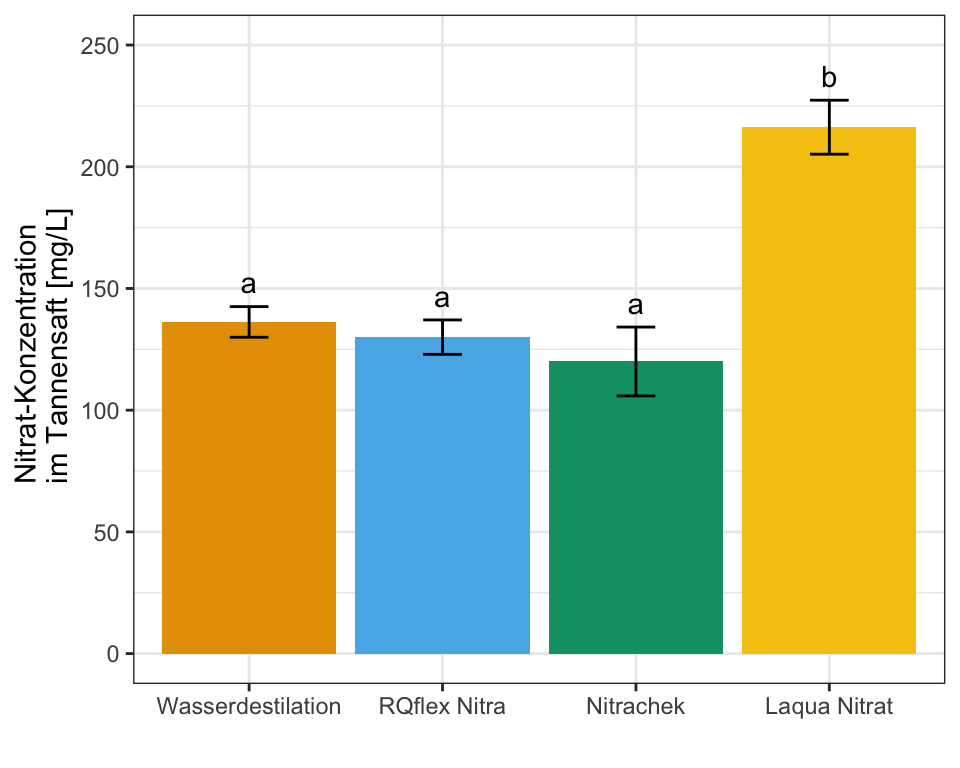 Nitrat-Konzentration
im Tannensaft [mg/L]
250
200
150
100
50
0
a
a
a
b
Wasserdestilation
RQflex Nitra
Nitrachek
Laqua Nitrat